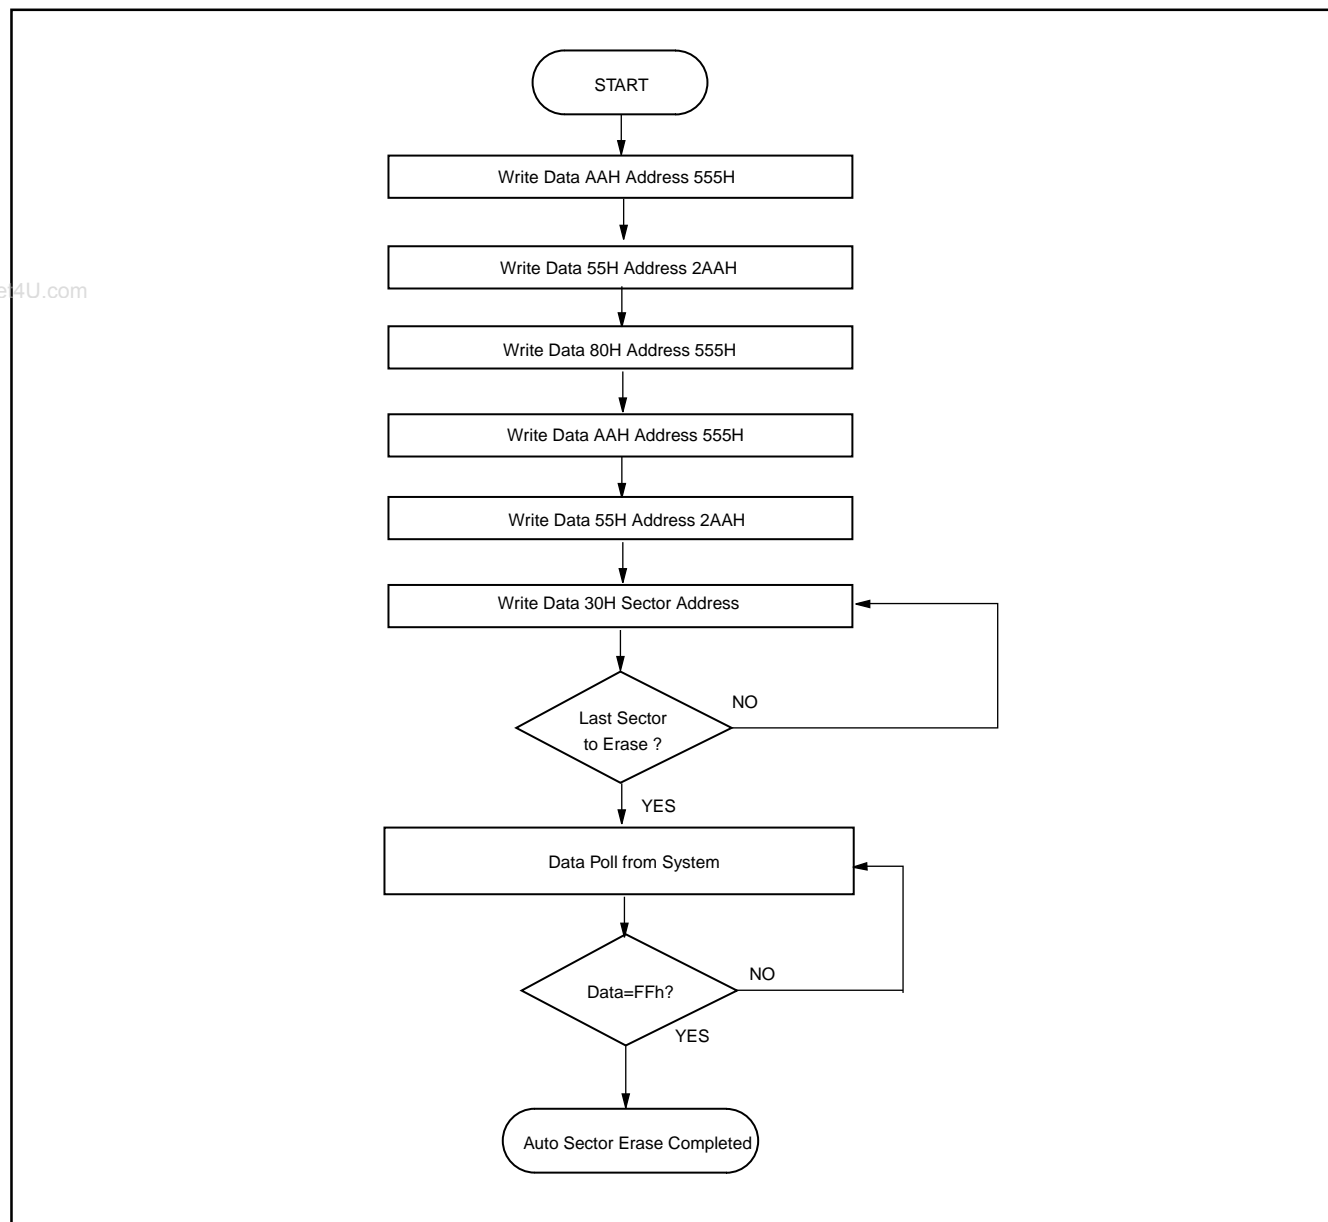 START
Write Data AAH Address 555H
Write Data 55H Address 2AAH
4U.com
Write Data 80H Address 555H
Write Data AAH Address 555H
Write Data 55H Address 2AAH
Write Data 30H Sector Address
NO
Last Sector
to Erase ?
YES
Data Poll from System
NO
Data=FFh?
YES
Auto Sector Erase Completed